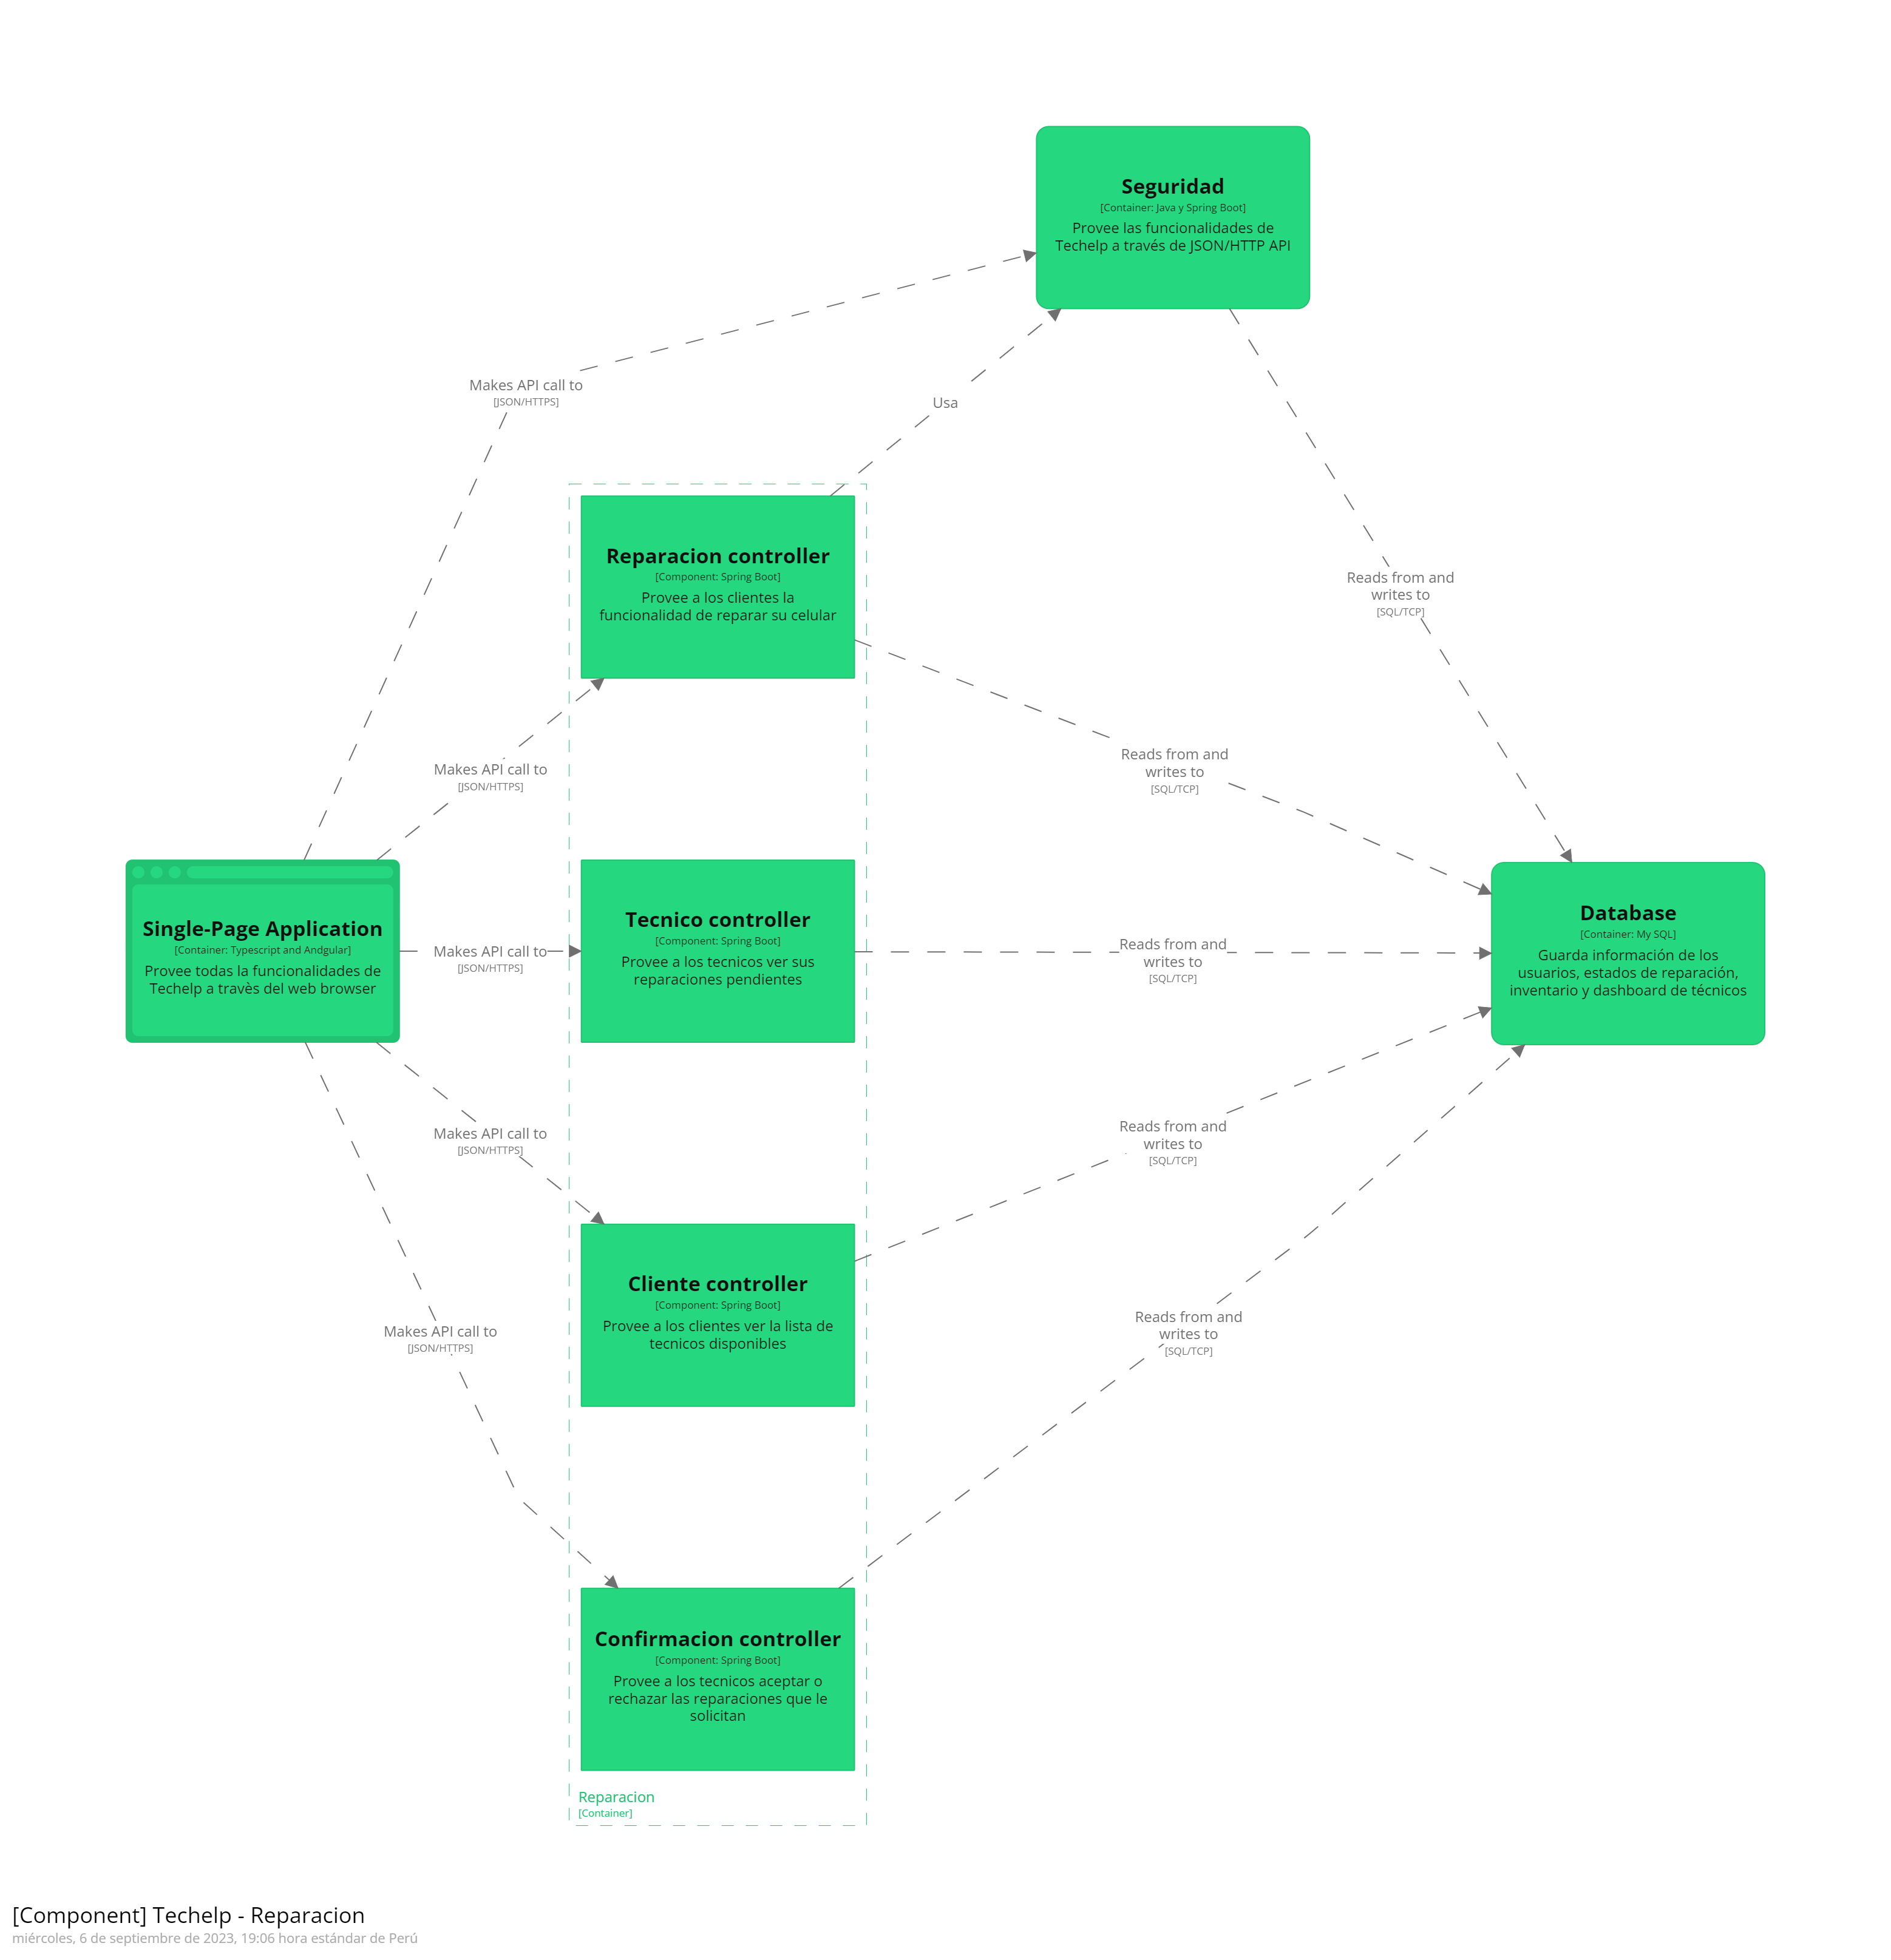 Seguridad
[Container: Java y Spring Boot]
Provee las funcionalidades de
Techelp a través de JSON/HTTP API
Makes API call to
[JSON/HTTPS]
Usa
Reparacion controller
[Component: Spring Boot]
Provee a los clientes la
funcionalidad de reparar su celular
Reads from and
writes to
[SQL/TCP]
Makes API call to
[JSON/HTTPS]
Reads from and
writes to
[SQL/TCP]
Single-Page Application
[Container: Typescript and Andgular]
Provee todas la funcionalidades de
Techelp a travès del web browser
Makes API call to
[JSON/HTTPS]
Tecnico controller
[Component: Spring Boot]
Provee a los tecnicos ver sus
reparaciones pendientes
Reads from and
writes to
[SQL/TCP]
Database
[Container: My SQL]
Guarda información de los
usuarios, estados de reparación,
inventario y dashboard de técnicos
Makes API call to
[JSON/HTTPS]
Reads from and
writes to
[SQL/TCP]
Cliente controller
[Component: Spring Boot]
Provee a los clientes ver la lista de
tecnicos disponibles
Makes API call to
[JSON/HTTPS]
Reads from and
writes to
[SQL/TCP]
Confirmacion controller
[Component: Spring Boot]
Provee a los tecnicos aceptar o
rechazar las reparaciones que le
solicitan
Reparacion
[Container]
[Component] Techelp - Reparacion
miércoles, 6 de septiembre de 2023, 19:06 hora estándar de Perú